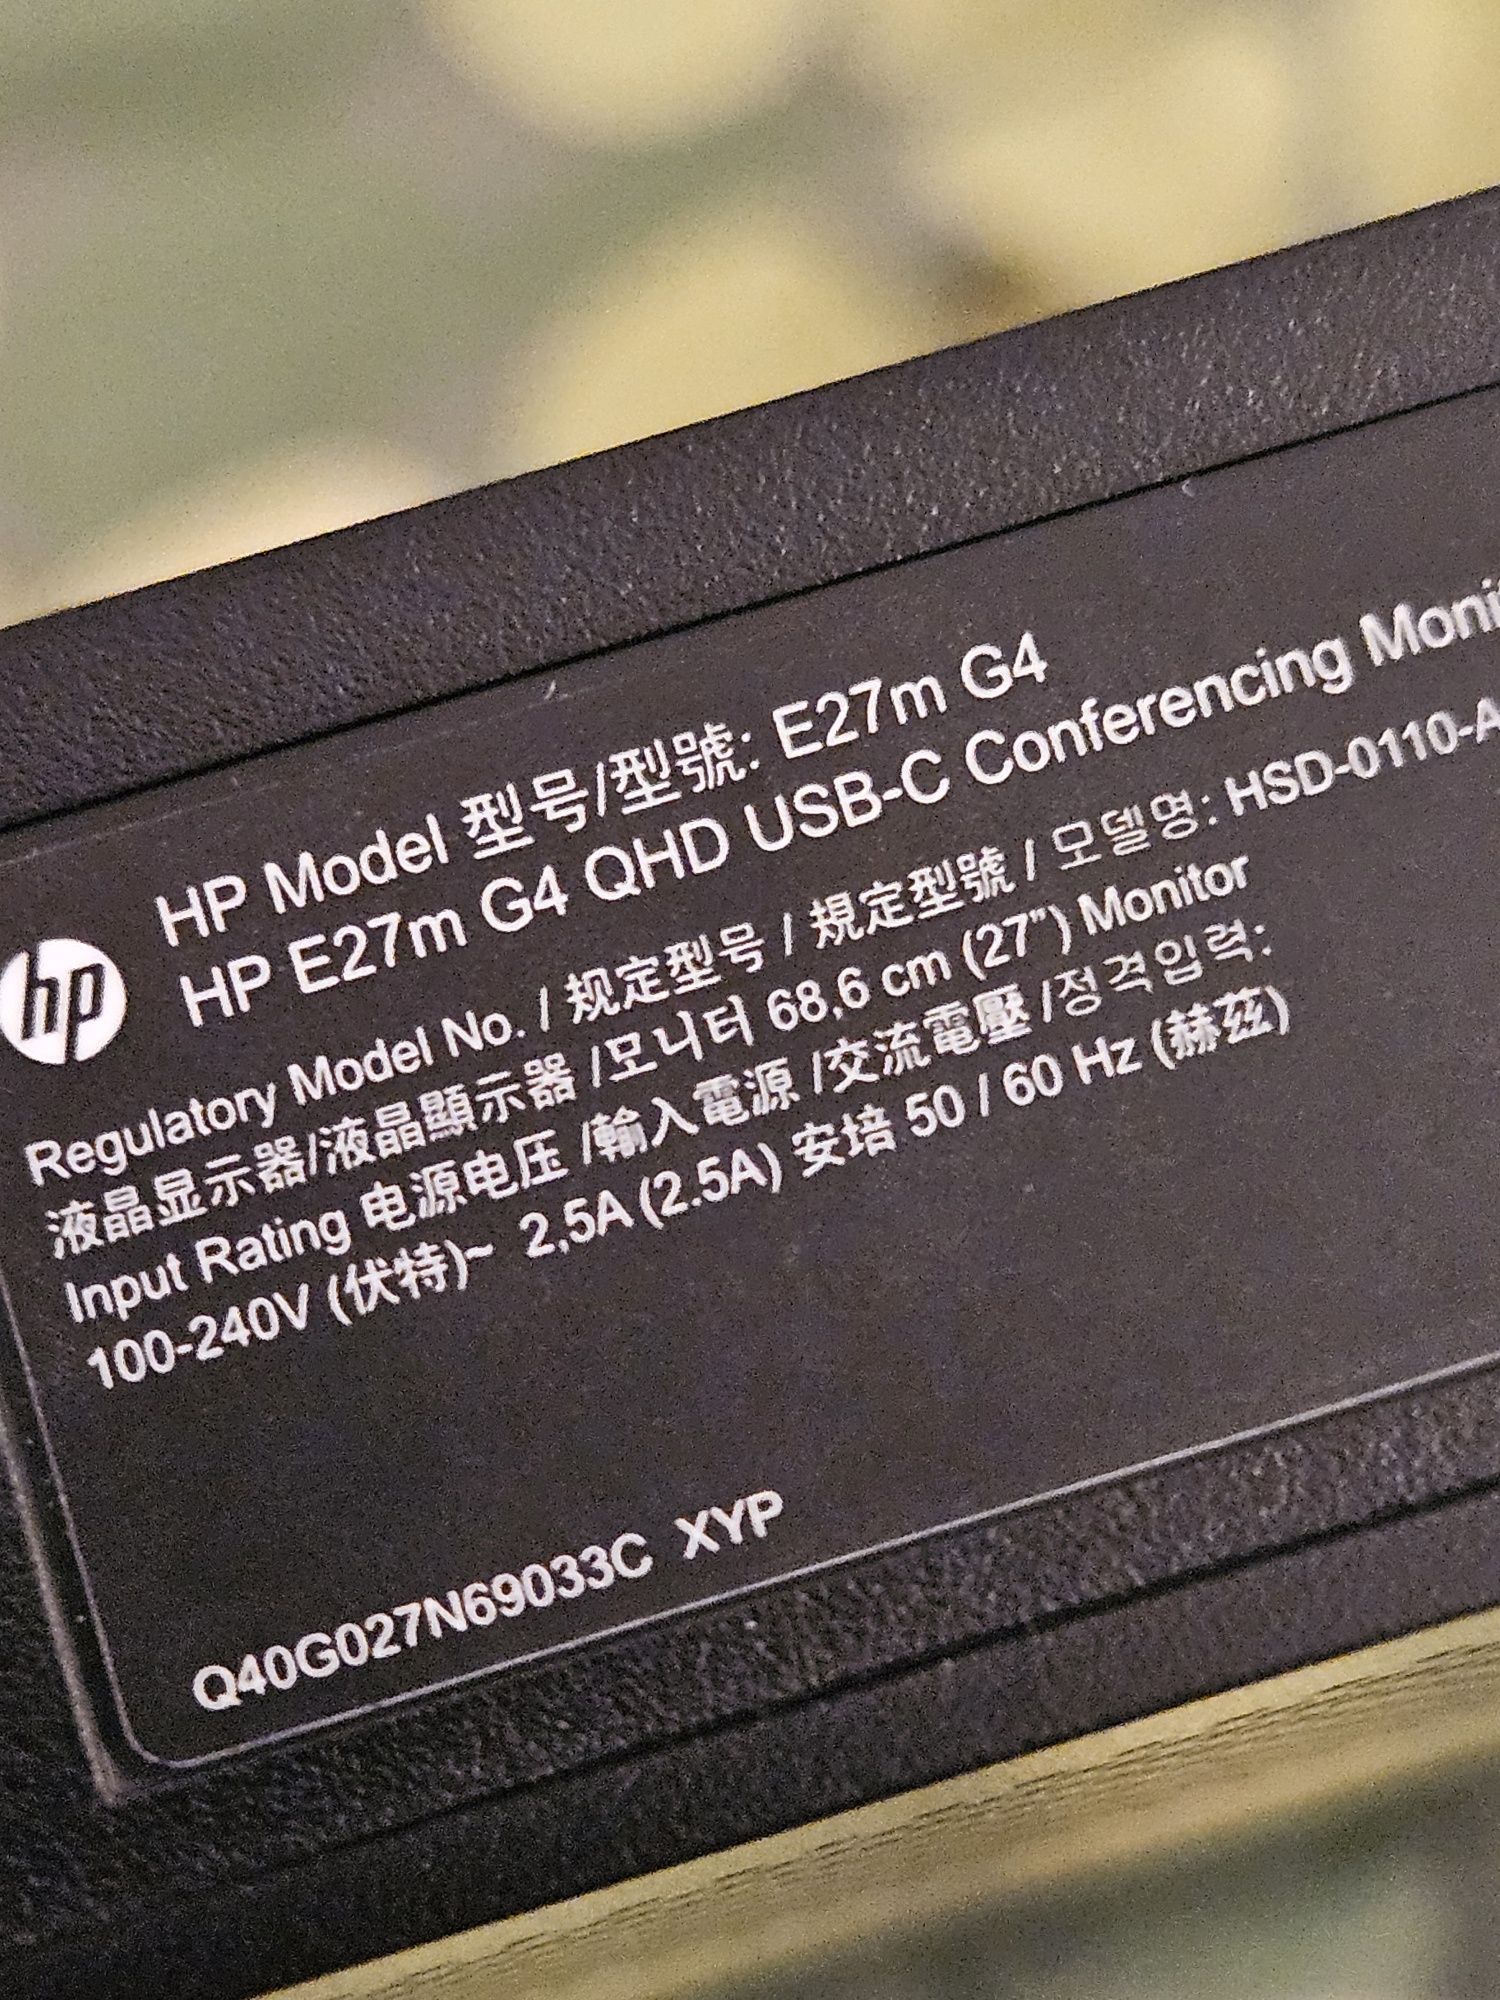 HP Model 型号/型號: E27m G4
HP E27m G4 QHD USB-C Conferencing Moni
hp
Regulatory Model No. / 规定型号 / 規定型號 / 모델명: HSD-0110-A
液晶显示器/液晶顯示器 /모니터 68,6 cm (27") Monitor
Input Rating 电源电压 /輸入電源 /交流電壓 /정격입력:
100-240V (伏特)~ 2,5A (2.5A) 安培 50 / 60 Hz (赫茲)
Q40G027N69033C XYP